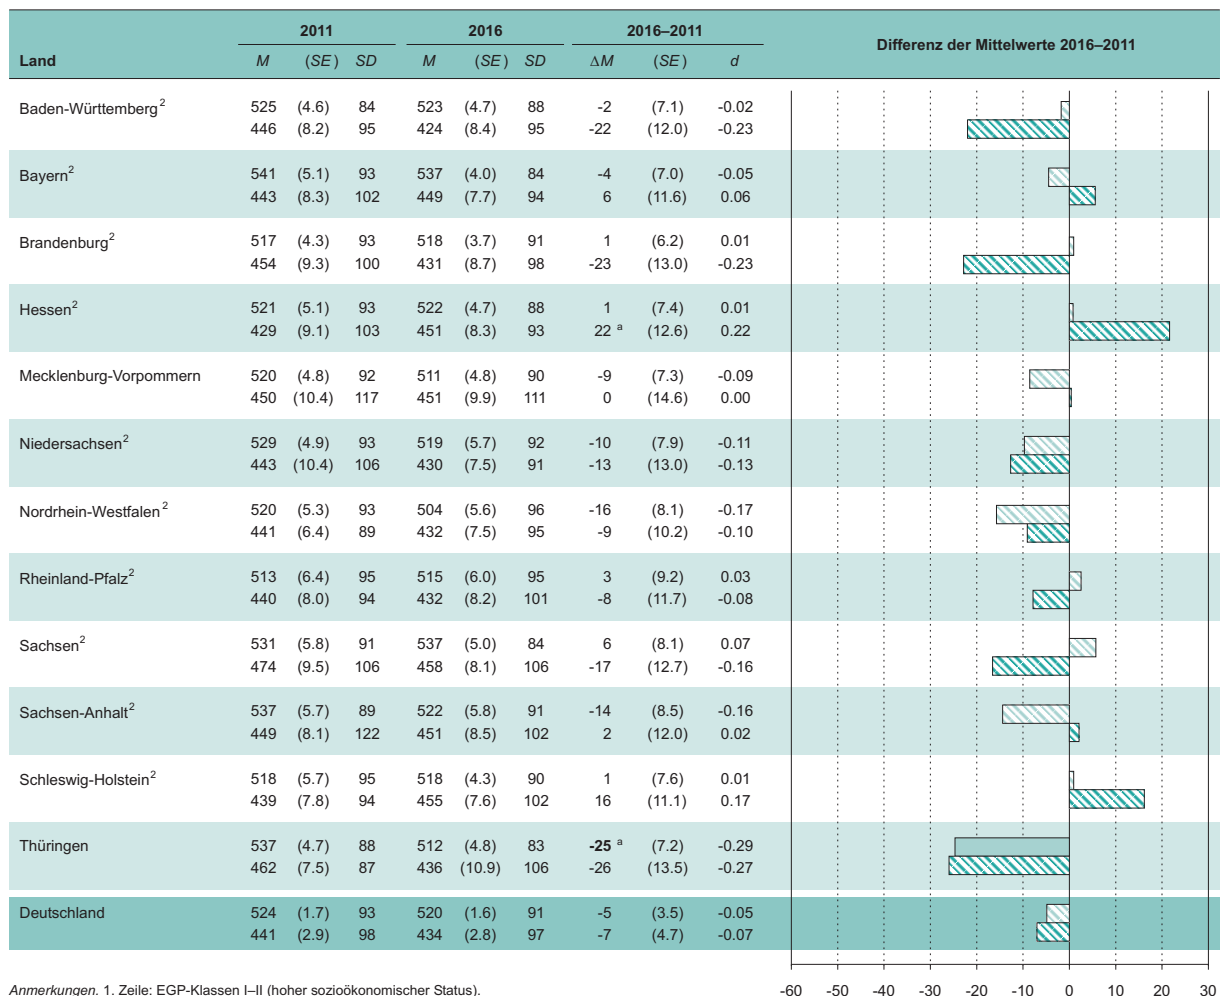 2011 2016 2016–2011 Differenz der Mittelwerte 2016–2011
Land M (SE) SD M (SE) SD ΔM (SE) d
Baden-Württemberg² 525 (4.6) 84 523 (4.7) 88 -2 (7.1) -0.02
446 (8.2) 95 424 (8.4) 95 -22 (12.0) -0.23
Bayern² 541 (5.1) 93 537 (4.0) 84 -4 (7.0) -0.05
443 (8.3) 102 449 (7.7) 94 6 (11.6) 0.06
Brandenburg² 517 (4.3) 93 518 (3.7) 91 1 (6.2) 0.01
454 (9.3) 100 431 (8.7) 98 -23 (13.0) -0.23
Hessen² 521 (5.1) 93 522 (4.7) 88 1 (7.4) 0.01
429 (9.1) 103 451 (8.3) 93 22 ª (12.6) 0.22
Mecklenburg-Vorpommern 520 (4.8) 92 511 (4.8) 90 -9 (7.3) -0.09
450 (10.4) 117 451 (9.9) 111 0 (14.6) 0.00
Niedersachsen² 529 (4.9) 93 519 (5.7) 92 -10 (7.9) -0.11
443 (10.4) 106 430 (7.5) 91 -13 (13.0) -0.13
Nordrhein-Westfalen² 520 (5.3) 93 504 (5.6) 96 -16 (8.1) -0.17
441 (6.4) 89 432 (7.5) 95 -9 (10.2) -0.10
Rheinland-Pfalz² 513 (6.4) 95 515 (6.0) 95 3 (9.2) 0.03
440 (8.0) 94 432 (8.2) 101 -8 (11.7) -0.08
Sachsen² 531 (5.8) 91 537 (5.0) 84 6 (8.1) 0.07
474 (9.5) 106 458 (8.1) 106 -17 (12.7) -0.16
Sachsen-Anhalt² 537 (5.7) 89 522 (5.8) 91 -14 (8.5) -0.16
449 (8.1) 122 451 (8.5) 102 2 (12.0) 0.02
Schleswig-Holstein² 518 (5.7) 95 518 (4.3) 90 1 (7.6) 0.01
439 (7.8) 94 455 (7.6) 102 16 (11.1) 0.17
Thüringen 537 (4.7) 88 512 (4.8) 83 -25 ª (7.2) -0.29
462 (7.5) 87 436 (10.9) 106 -26 (13.5) -0.27
Deutschland 524 (1.7) 93 520 (1.6) 91 -5 (3.5) -0.05
441 (2.9) 98 434 (2.8) 97 -7 (4.7) -0.07
Anmerkungen. 1. Zeile: EGP-Klassen I–II (hoher sozioökonomischer Status). -60 -50 -40 -30 -20 -10 0 10 20 30